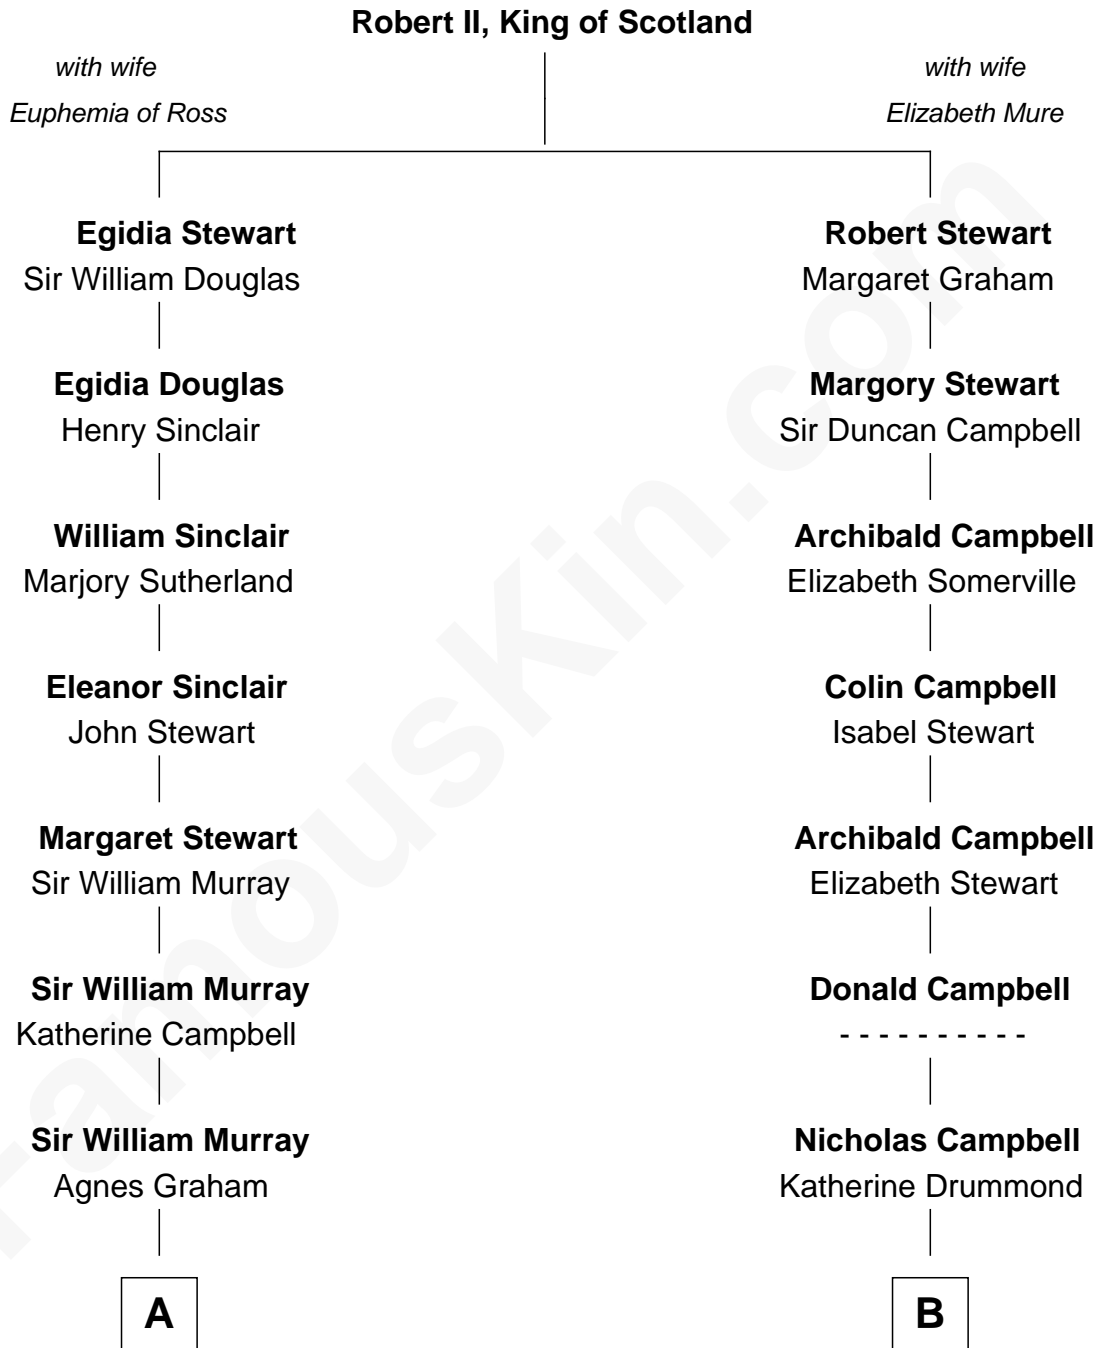 Robert II, King of Scotland
with wife
Euphemia of Ross
with wife
Elizabeth Mure
Egidia Stewart
Sir William Douglas
Robert Stewart
Margaret Graham
Egidia Douglas
Henry Sinclair
Margory Stewart
Sir Duncan Campbell
William Sinclair
Marjory Sutherland
Archibald Campbell
Elizabeth Somerville
Eleanor Sinclair
John Stewart
Colin Campbell
Isabel Stewart
Margaret Stewart
Sir William Murray
Archibald Campbell
Elizabeth Stewart
Sir William Murray
Katherine Campbell
Donald Campbell
- - - - - - - - - -
Sir William Murray
Agnes Graham
Nicholas Campbell
Katherine Drummond
A
B
FamousKin.com